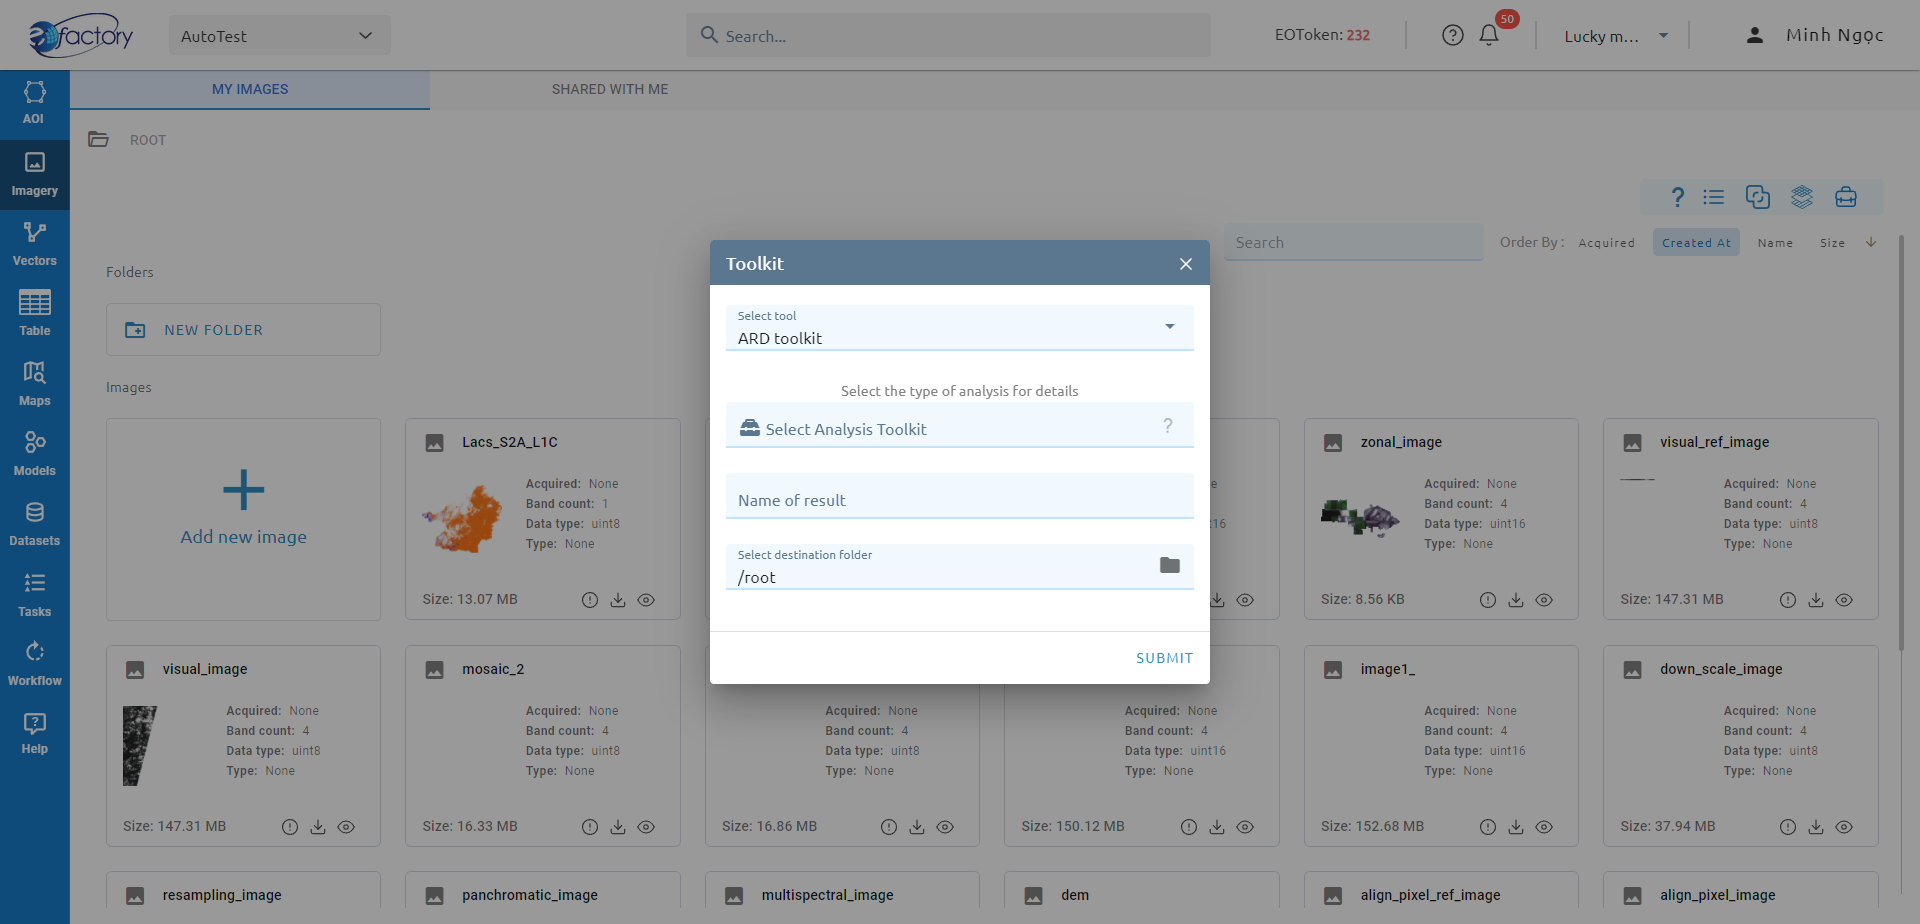 eofactory
AutoTest
Search...
EOToken: 232
50
Lucky m...
Minh Ngọc
AOI
Imagery
Vectors
Table
Maps
Models
Datasets
Tasks
Workflow
Help
MY IMAGES
SHARED WITH ME
ROOT
Search
Order By :
Acquired
Created At
Name
Size
Folders
NEW FOLDER
Images
Add new image
Lacs_S2A_L1C
Acquired: None
Band count: 1
Data type: uint8
Type: None
Size: 13.07 MB
Toolkit
Select tool
ARD toolkit
Select the type of analysis for details
Select Analysis Toolkit
?
Name of result
Select destination folder
/root
SUBMIT
e
4
t16
zonal_image
Acquired: None
Band count: 4
Data type: uint16
Type: None
Size: 8.56 KB
visual_ref_image
Acquired: None
Band count: 4
Data type: uint8
Type: None
Size: 147.31 MB
visual_image
Acquired: None
Band count: 4
Data type: uint8
Type: None
Size: 147.31 MB
mosaic_2
Acquired: None
Band count: 4
Data type: uint8
Type: None
Size: 16.33 MB
Acquired: None
Band count: 4
Data type: uint8
Type: None
Size: 16.86 MB
Acquired: None
Band count: 4
Data type: uint16
Type: None
Size: 150.12 MB
image1_
Acquired: None
Band count: 4
Data type: uint16
Type: None
Size: 152.68 MB
down_scale_image
Acquired: None
Band count: 4
Data type: uint8
Type: None
Size: 37.94 MB
resampling_image
panchromatic_image
multispectral_image
dem
align_pixel_ref_image
align_pixel_image